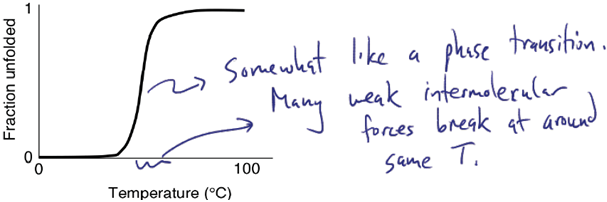 1
Fraction unfolded
0
0
100
Temperature (°C)
Somewhat like a phase transition.
Many weak intermolecular
forces break at around
same T.